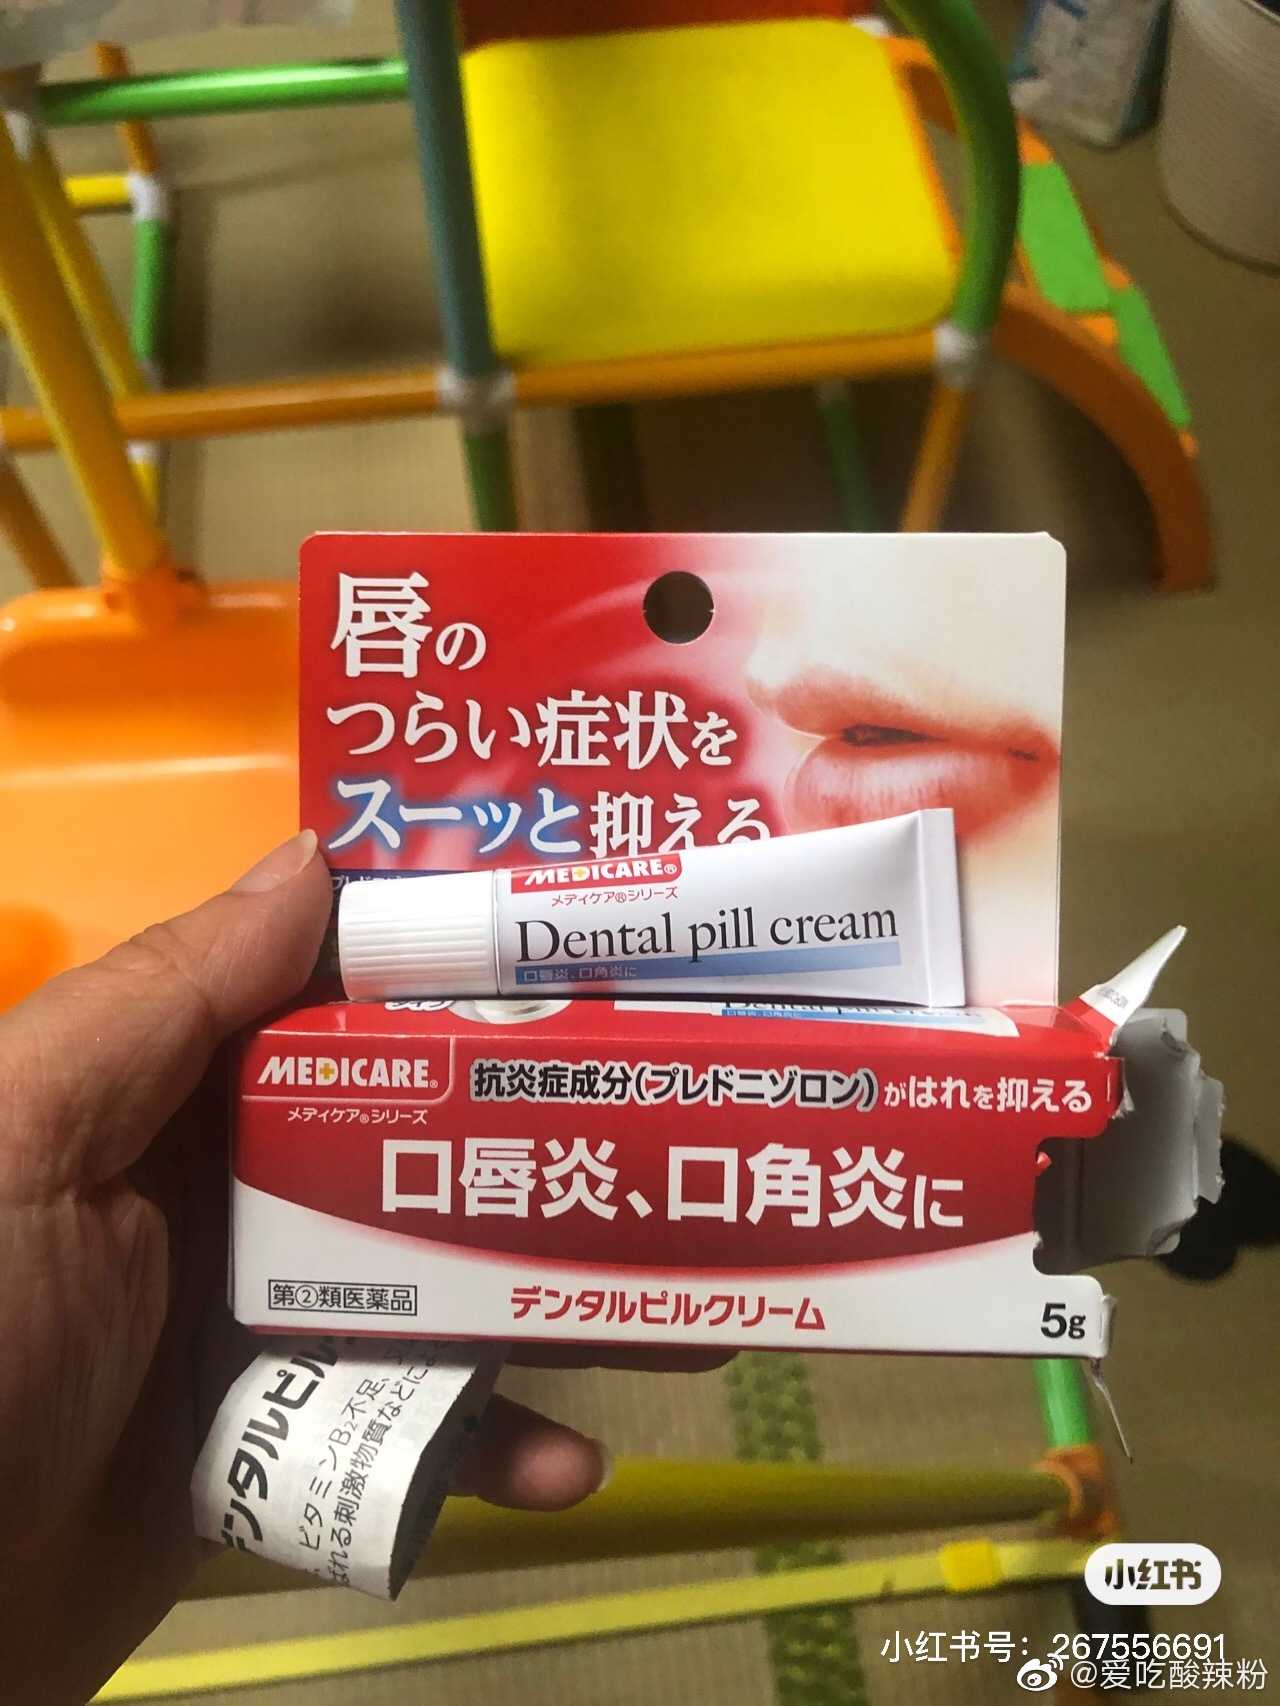 唇の
つらい症状を
スーッと抑える
MEDICARE®
メディケア®シリーズ
Dental pill cream
口唇炎、口角炎に
MEDICARE®
メディケア®シリーズ
抗炎症成分(プレドニゾロン)がはれを抑える
口唇炎、口角炎に
第②類医薬品
デンタルピルクリーム
5g
ンタルピル
ビタミンB₂不足、
ばれる刺激物質などによ
小红书
小红书号：267556691
@爱吃酸辣粉